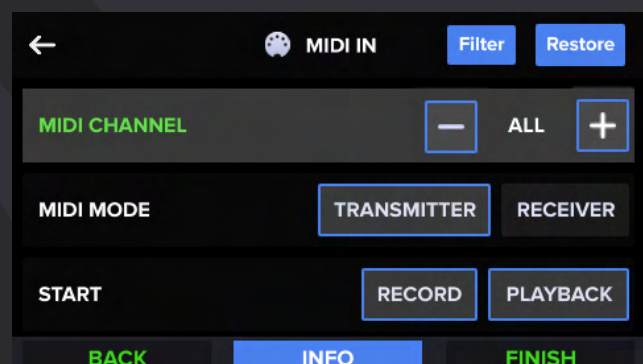 MIDI IN Filter Restore
MIDI CHANNEL — ALL +
MIDI MODE TRANSMITTER RECEIVER
START RECORD PLAYBACK
BACK INFO FINISH